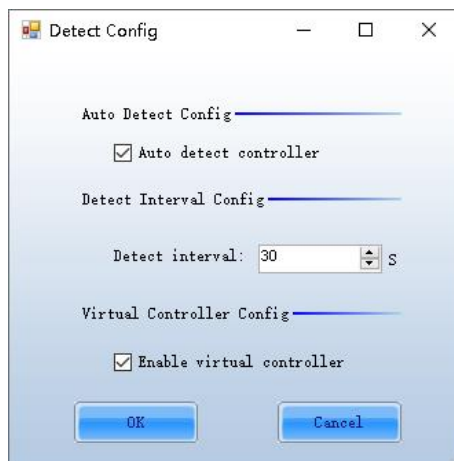 Detect Config
Auto Detect Config
Auto detect controller
Detect Interval Config
Detect interval: 30 S
Virtual Controller Config
Enable virtual controller
OK Cancel